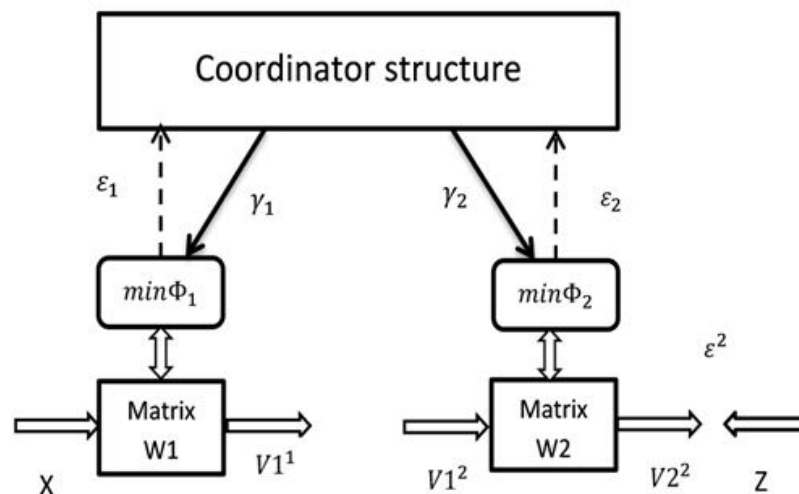 Coordinator structure
ε₁
γ₁
γ₂
ε₂
minΦ₁
minΦ₂
ε²
Matrix
W1
Matrix
W2
X
V1¹
V1²
V2²
Z